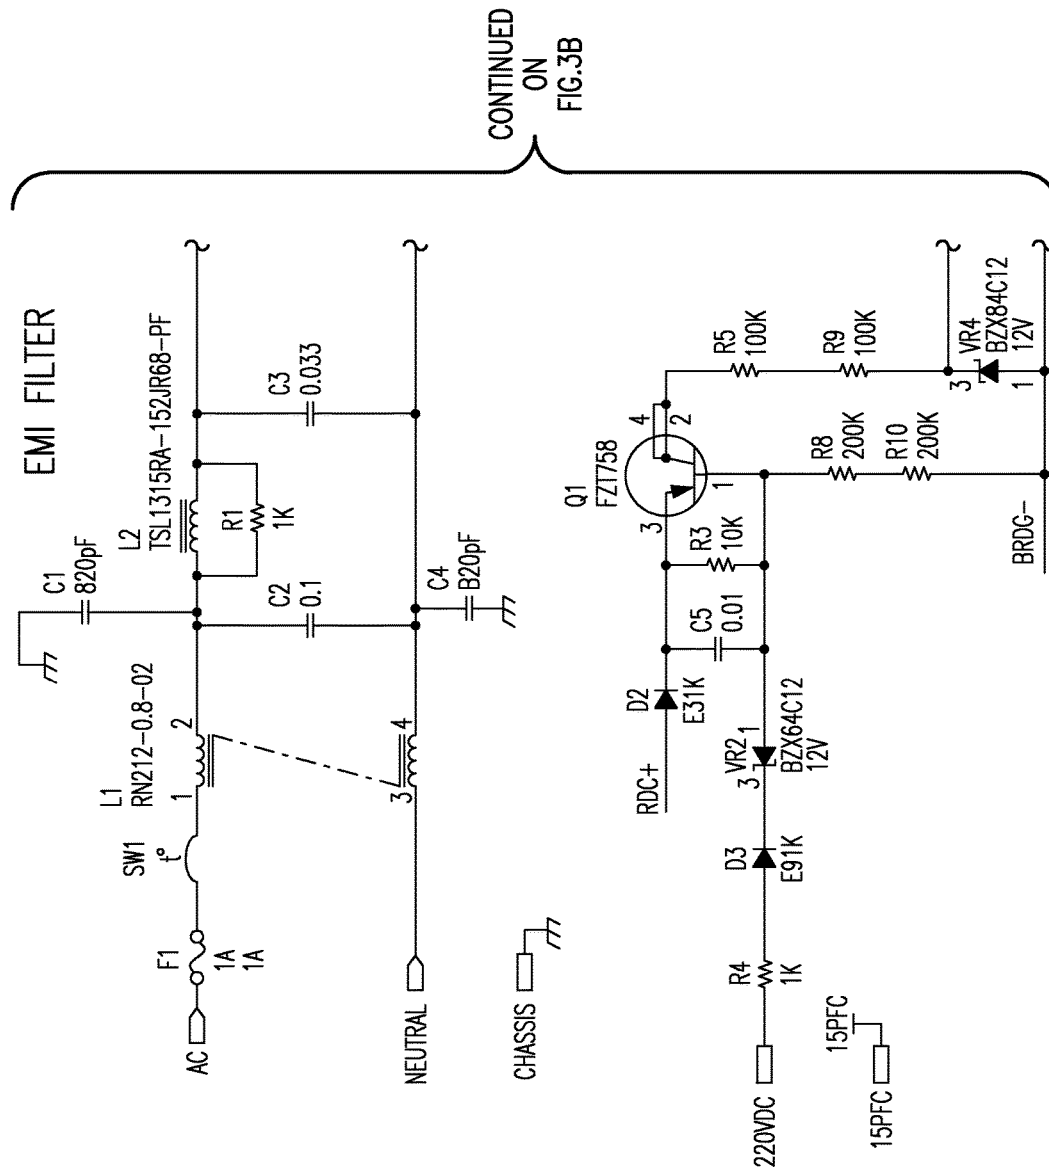 CONTINUED
ON
FIG.3B
EMI FILTER
C1
820pF
L2
TSL1315RA-152JR68-PF
R1
1K
C3
0.033
C2
0.1
C4
B20pF
L1
RN212-0.8-02
1
2
3
4
SW1
t°
F1
1A
1A
AC
NEUTRAL
CHASSIS
Q1
FZT758
3
4
2
1
R5
100K
R9
100K
VR4
BZX84C12
12V
3
1
R8
200K
R10
200K
BRDG-
R3
10K
C5
0.01
D2
E31K
RDC+
VR2
BZX64C12
12V
3
1
D3
E91K
R4
1K
220VDC
15PFC
15PFC